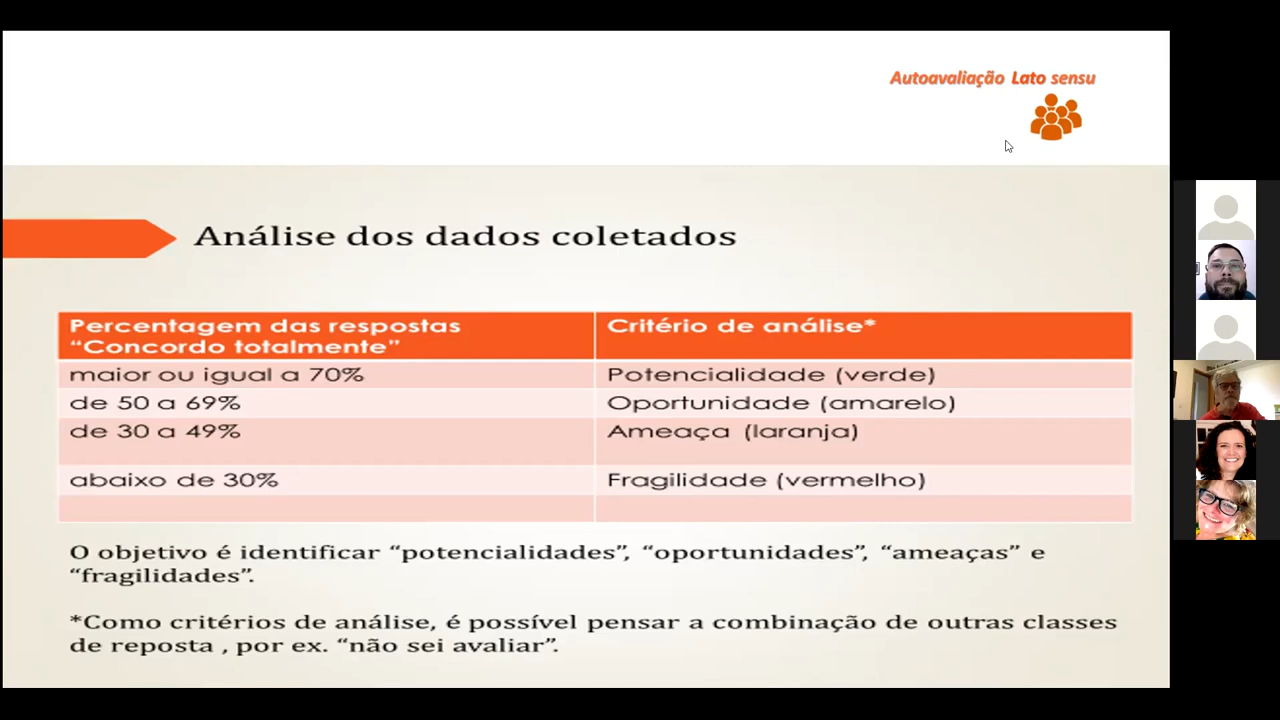 Autoavaliação Lato sensu
Análise dos dados coletados
Percentagem das respostas
“Concordo totalmente”
Critério de análise*
maior ou igual a 70%
Potencialidade (verde)
de 50 a 69%
Oportunidade (amarelo)
de 30 a 49%
Ameaça (laranja)
abaixo de 30%
Fragilidade (vermelho)
O objetivo é identificar “potencialidades”, “oportunidades”, “ameaças” e
“fragilidades”.
*Como critérios de análise, é possível pensar a combinação de outras classes
de reposta , por ex. “não sei avaliar”.